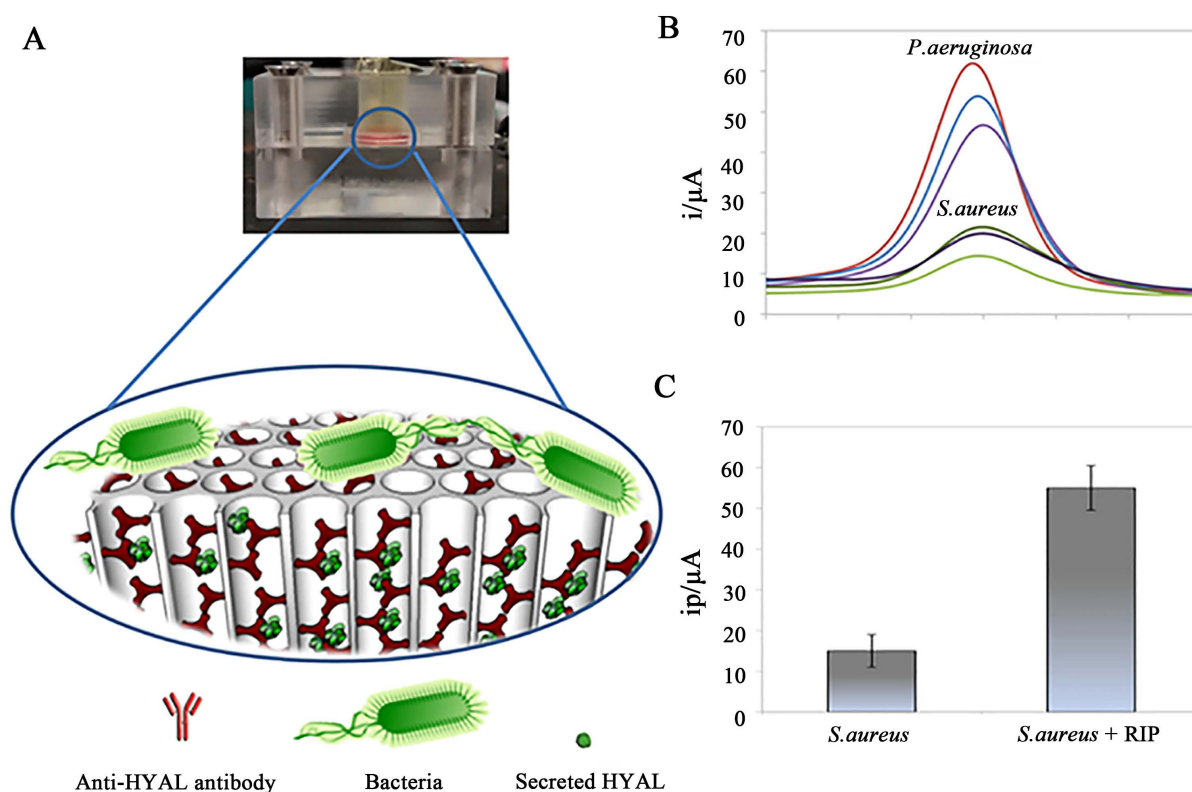 A
Anti-HYAL antibody
Bacteria
Secreted HYAL
B
70
60
50
40
30
20
10
0
i/μA
P.aeruginosa
S.aureus
C
70
60
50
40
30
20
10
0
ip/μA
S.aureus
S.aureus + RIP